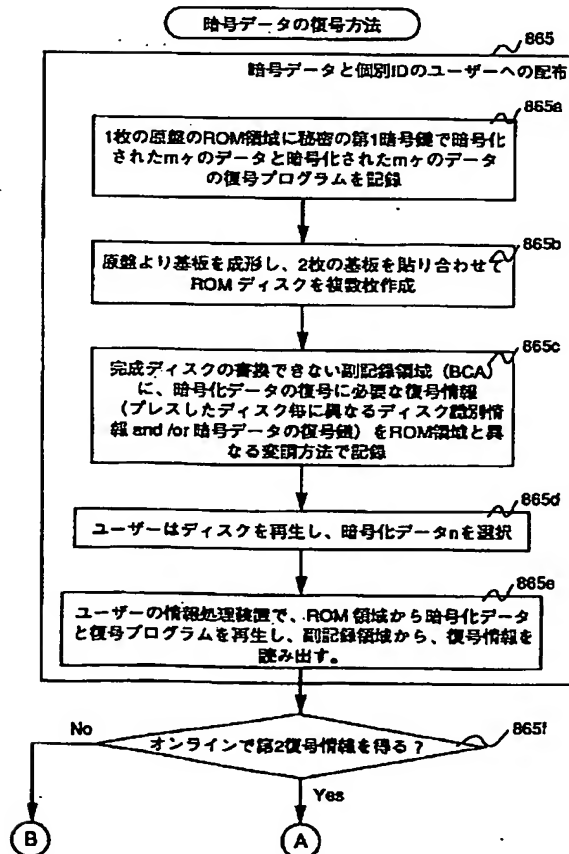 暗号データの復号方法
865
暗号データと個別IDのユーザーへの配布
865a
1枚の原盤のROM領域に秘密の第1暗号鍵で暗号化
されたmヶのデータと暗号化されたmヶのデータ
の復号プログラムを記録
865b
原盤より基板を成形し、2枚の基板を貼り合わせて
ROM ディスクを複数枚作成
865c
完成ディスクの書換できない副記録領域（BCA）
に、暗号化データの復号に必要な復号情報
（プレスしたディスク毎に異なるディスク識別情
報 and /or 暗号データの復号鍵）をROM領域と異
なる変調方法で記録
865d
ユーザーはディスクを再生し、暗号化データnを選択
865e
ユーザーの情報処理装置で、ROM 領域から暗号化データ
と復号プログラムを再生し、副記録領域から、復号情報を
読み出す。
865f
オンラインで第2復号情報を得る？
No
Yes
B
A